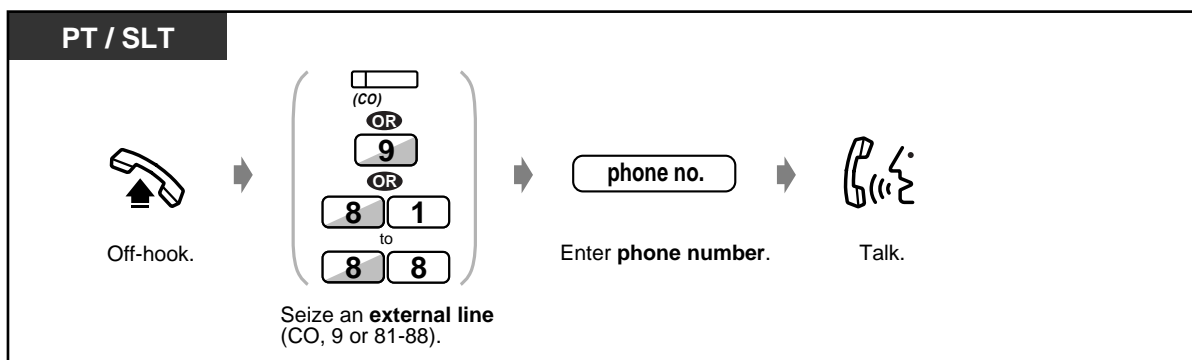 PT / SLT
(CO)
OR
9
OR
8 1
to
8 8
phone no.
Off-hook.
Seize an external line
(CO, 9 or 81-88).
Enter phone number.
Talk.